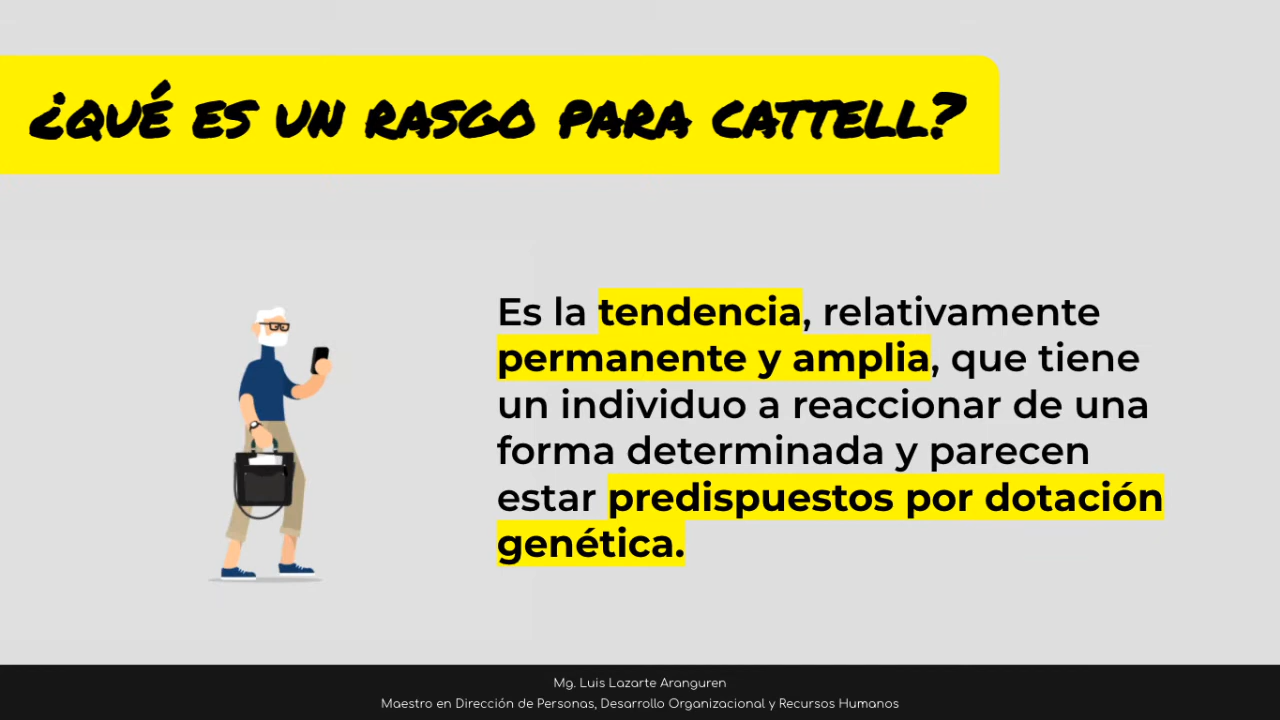 ¿QUÉ ES UN RASGO PARA CATTELL?
Es la tendencia, relativamente
permanente y amplia, que tiene
un individuo a reaccionar de una
forma determinada y parecen
estar predispuestos por dotación
genética.
Mg. Luis Lazarte Aranguren
Maestro en Dirección de Personas, Desarrollo Organizacional y Recursos Humanos